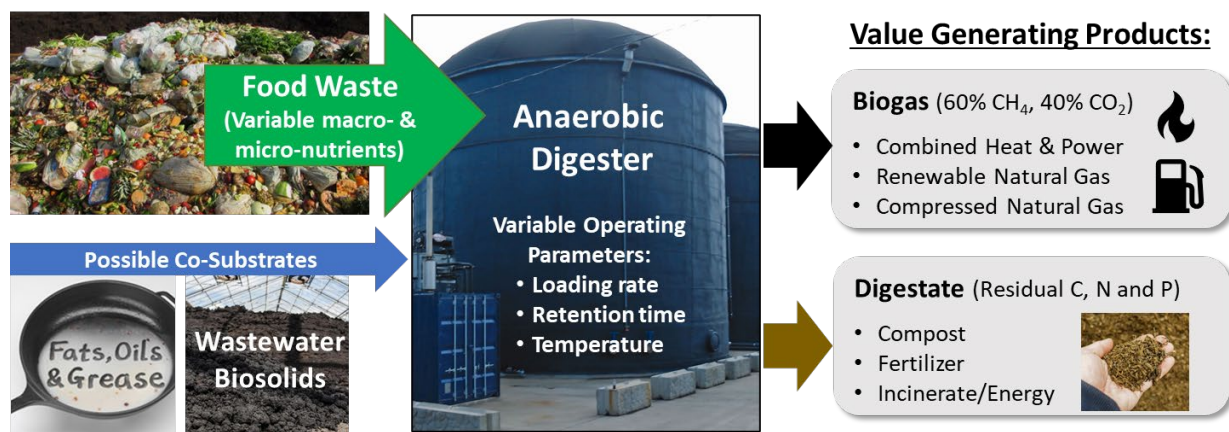 Food Waste
(Variable macro- &
micro-nutrients)
Possible Co-Substrates
Fats, Oils
& Grease
Wastewater
Biosolids
Anaerobic
Digester
Variable Operating
Parameters:
• Loading rate
• Retention time
• Temperature
Value Generating Products:
Biogas (60% CH₄, 40% CO₂)
• Combined Heat & Power
• Renewable Natural Gas
• Compressed Natural Gas
Digestate (Residual C, N and P)
• Compost
• Fertilizer
• Incinerate/Energy